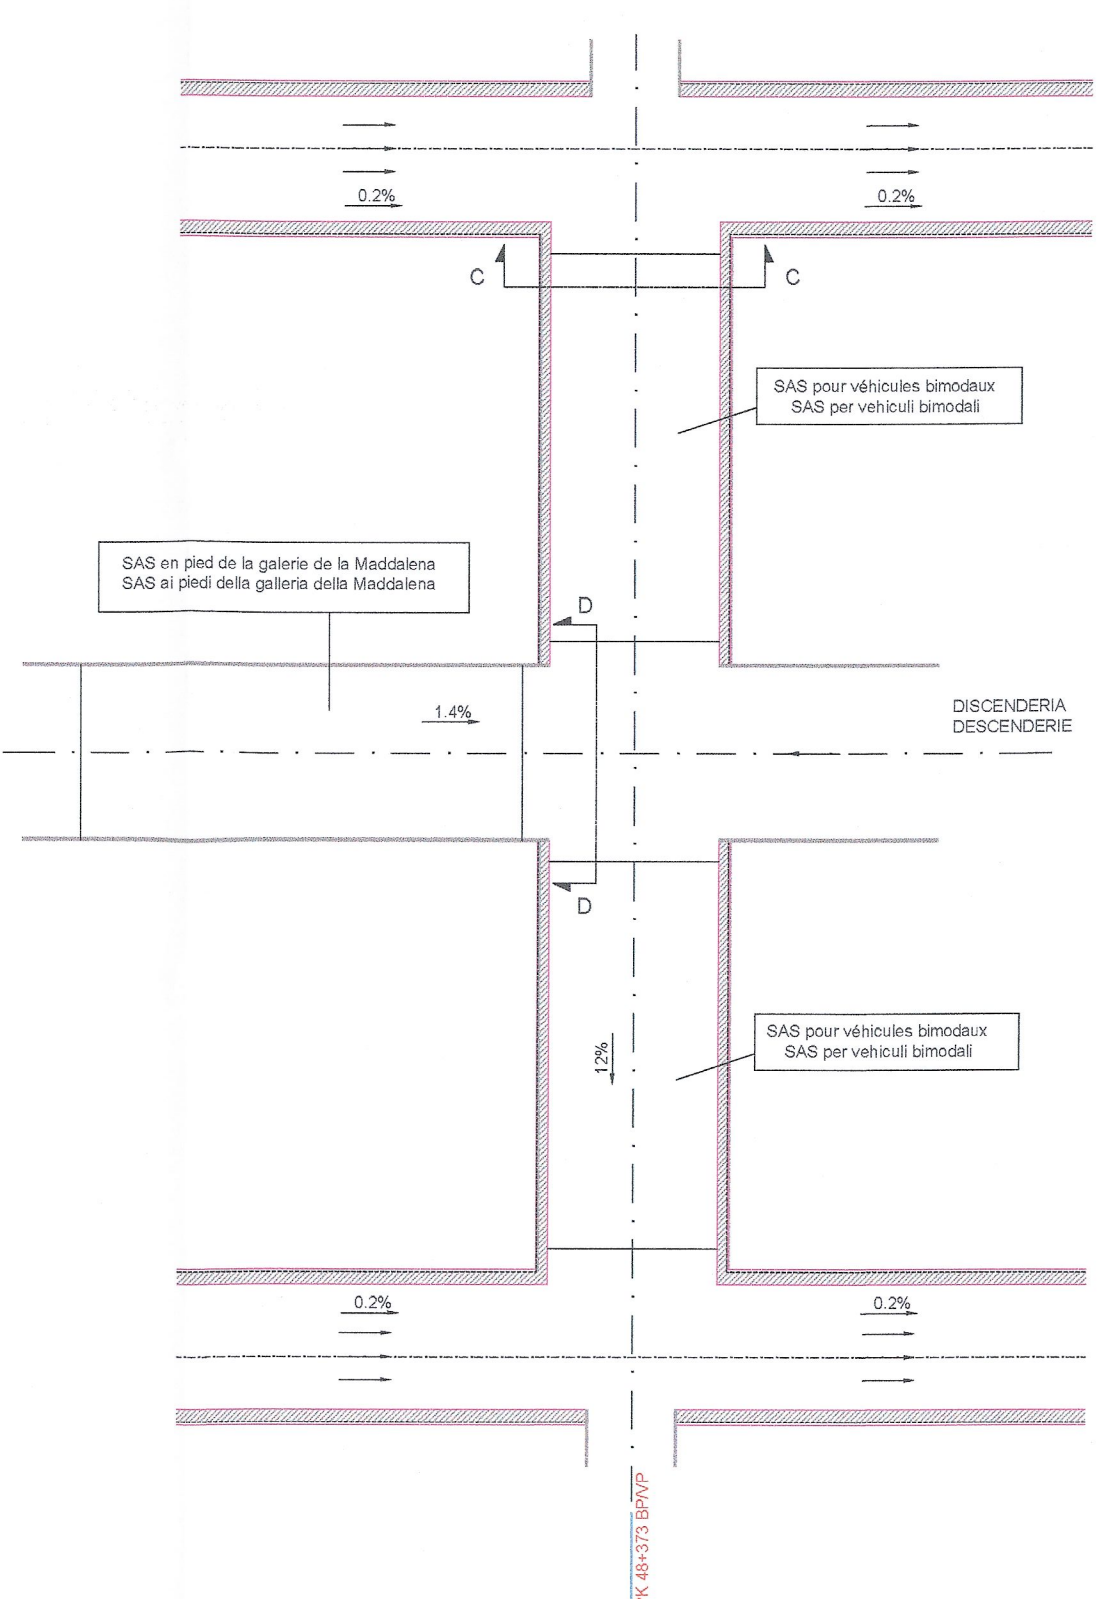 0.2%
0.2%
C
C
SAS pour véhicules bimodaux
SAS per vehiculi bimodali
SAS en pied de la galerie de la Maddalena
SAS ai piedi della galleria della Maddalena
D
1.4%
DISCENDERIA
DESCENDERIE
D
SAS pour véhicules bimodaux
SAS per vehiculi bimodali
12%
0.2%
0.2%
PK 48+373 BP/VP